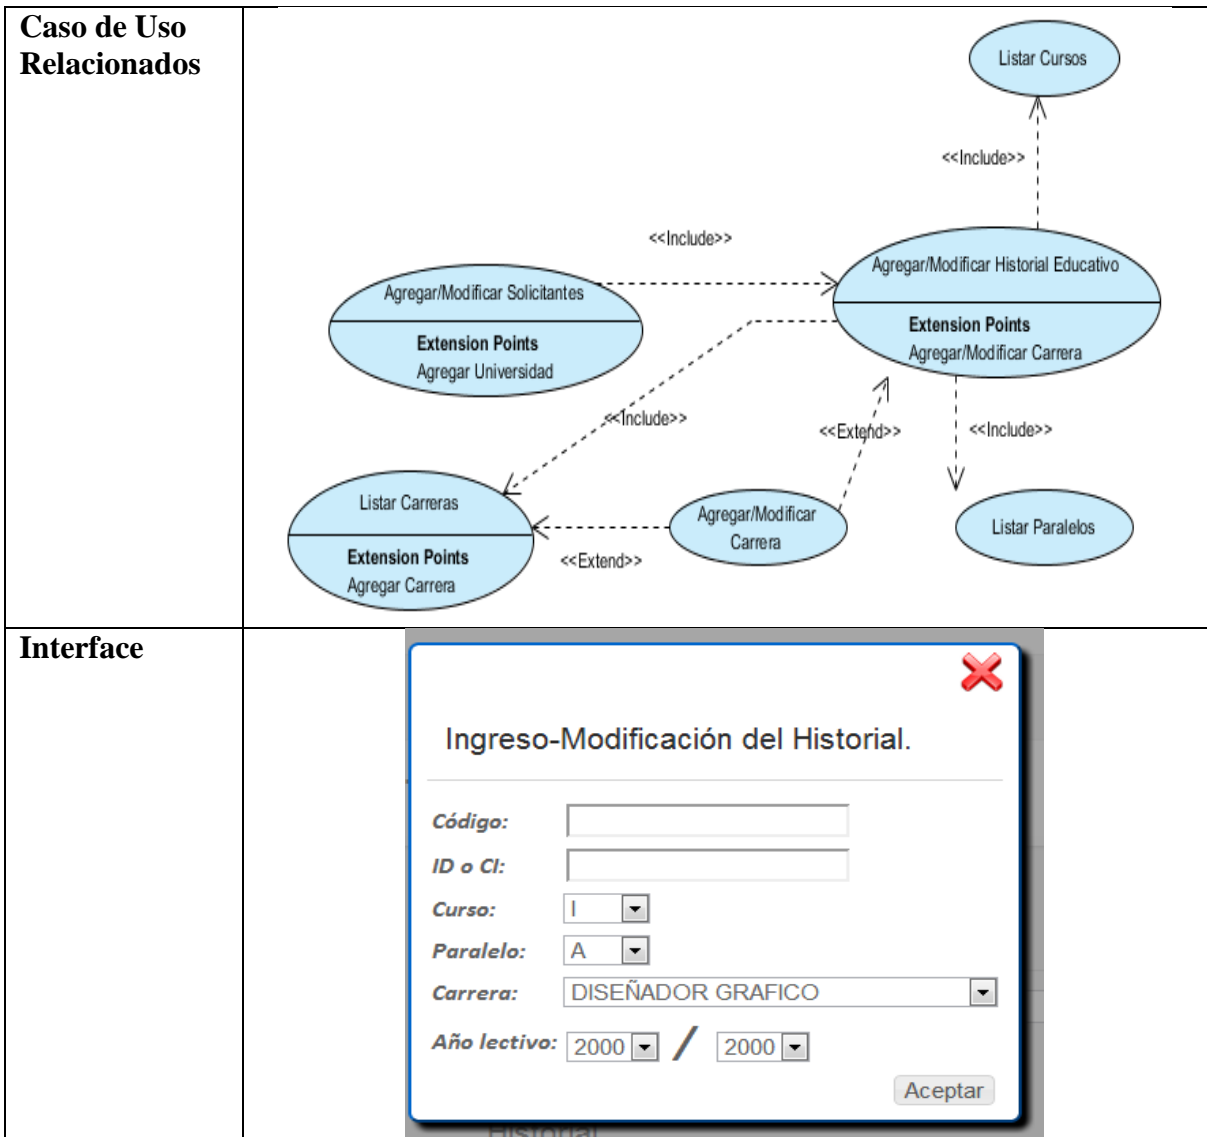 Caso de Uso
Relacionados
Listar Cursos
<<Include>>
<<Include>>
Agregar/Modificar Historial Educativo
Extension Points
Agregar/Modificar Carrera
Agregar/Modificar Solicitantes
Extension Points
Agregar Universidad
<<Include>>
<<Extend>>
<<Include>>
Listar Carreras
Extension Points
Agregar Carrera
<<Extend>>
Agregar/Modificar
Carrera
Listar Paralelos
Interface
Ingreso-Modificación del Historial.
Código:
ID o CI:
Curso: I
Paralelo: A
Carrera: DISEÑADOR GRAFICO
Año lectivo: 2000 / 2000
Aceptar
Historial